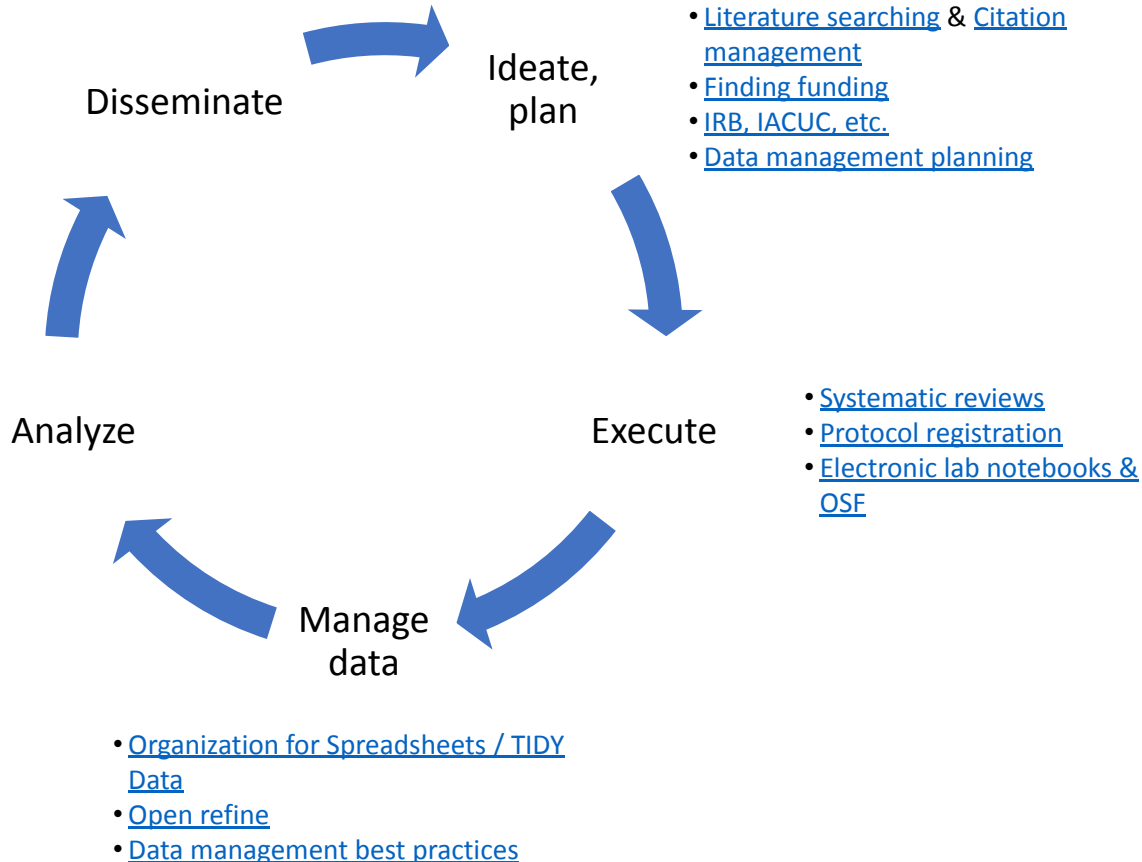 Ideate,
plan
• Literature searching & Citation
management
• Finding funding
• IRB, IACUC, etc.
• Data management planning
Execute
• Systematic reviews
• Protocol registration
• Electronic lab notebooks &
OSF
Manage
data
• Organization for Spreadsheets / TIDY
Data
• Open refine
• Data management best practices
Analyze
Disseminate